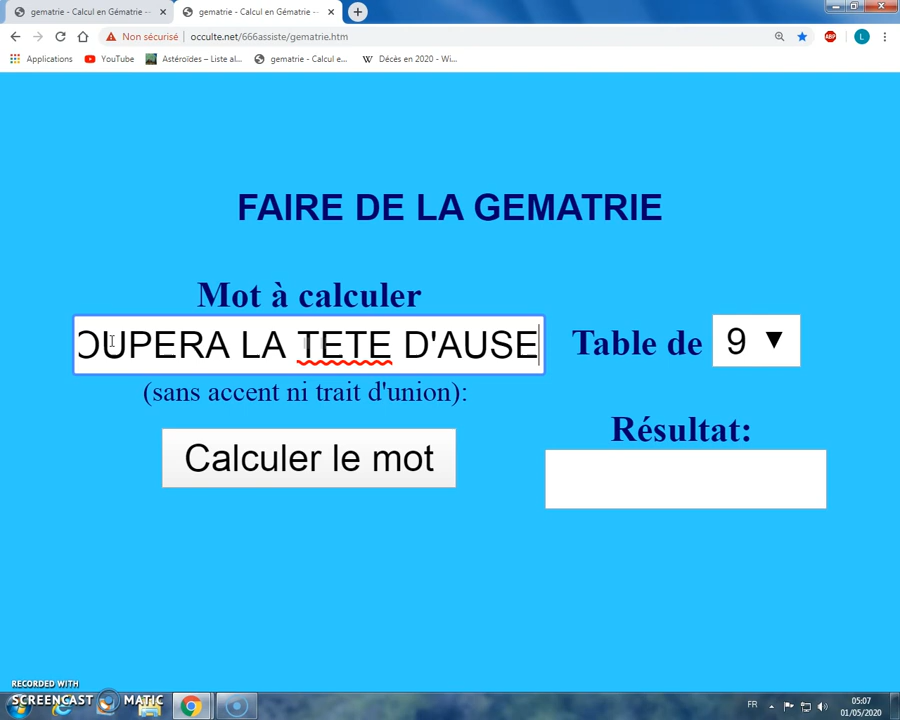 gematrie - Calcul en Gématrie -
gematrie - Calcul en Gématrie -
Non sécurisé occulte.net/666assiste/gematrie.htm
ABP L
Applications YouTube Astéroïdes – Liste al... gematrie - Calcul e... W Décès en 2020 - Wi...
FAIRE DE LA GEMATRIE
Mot à calculer
OUPERA LA TETE D'AUSE
Table de 9
(sans accent ni trait d'union):
Résultat:
Calculer le mot
RECORDED WITH
SCREENCAST MATIC
FR
05:07
01/05/2020